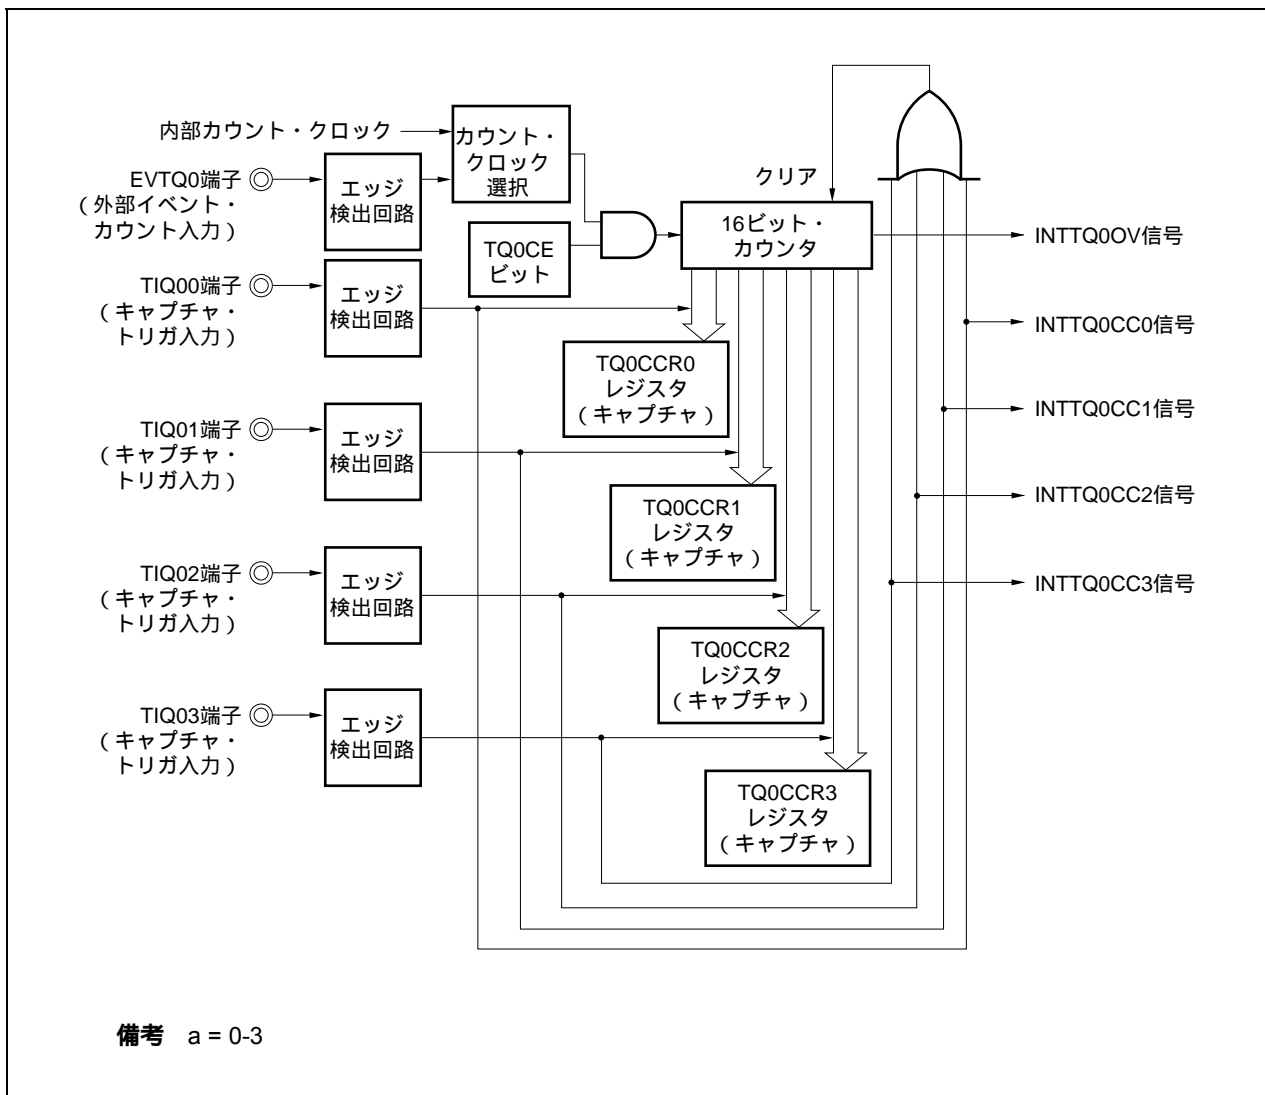 内部カウント・クロック
カウント・
クロック
選択
EVTQ0端子
(外部イベント・
カウント入力)
エッジ
検出回路
TQ0CE
ビット
クリア
16ビット・
カウンタ
INTTQ0OV信号
TIQ00端子
(キャプチャ・
トリガ入力)
エッジ
検出回路
TQ0CCR0
レジスタ
(キャプチャ)
INTTQ0CC0信号
TIQ01端子
(キャプチャ・
トリガ入力)
エッジ
検出回路
INTTQ0CC1信号
TQ0CCR1
レジスタ
(キャプチャ)
INTTQ0CC2信号
TIQ02端子
(キャプチャ・
トリガ入力)
エッジ
検出回路
INTTQ0CC3信号
TQ0CCR2
レジスタ
(キャプチャ)
TIQ03端子
(キャプチャ・
トリガ入力)
エッジ
検出回路
TQ0CCR3
レジスタ
(キャプチャ)
備考 a = 0-3